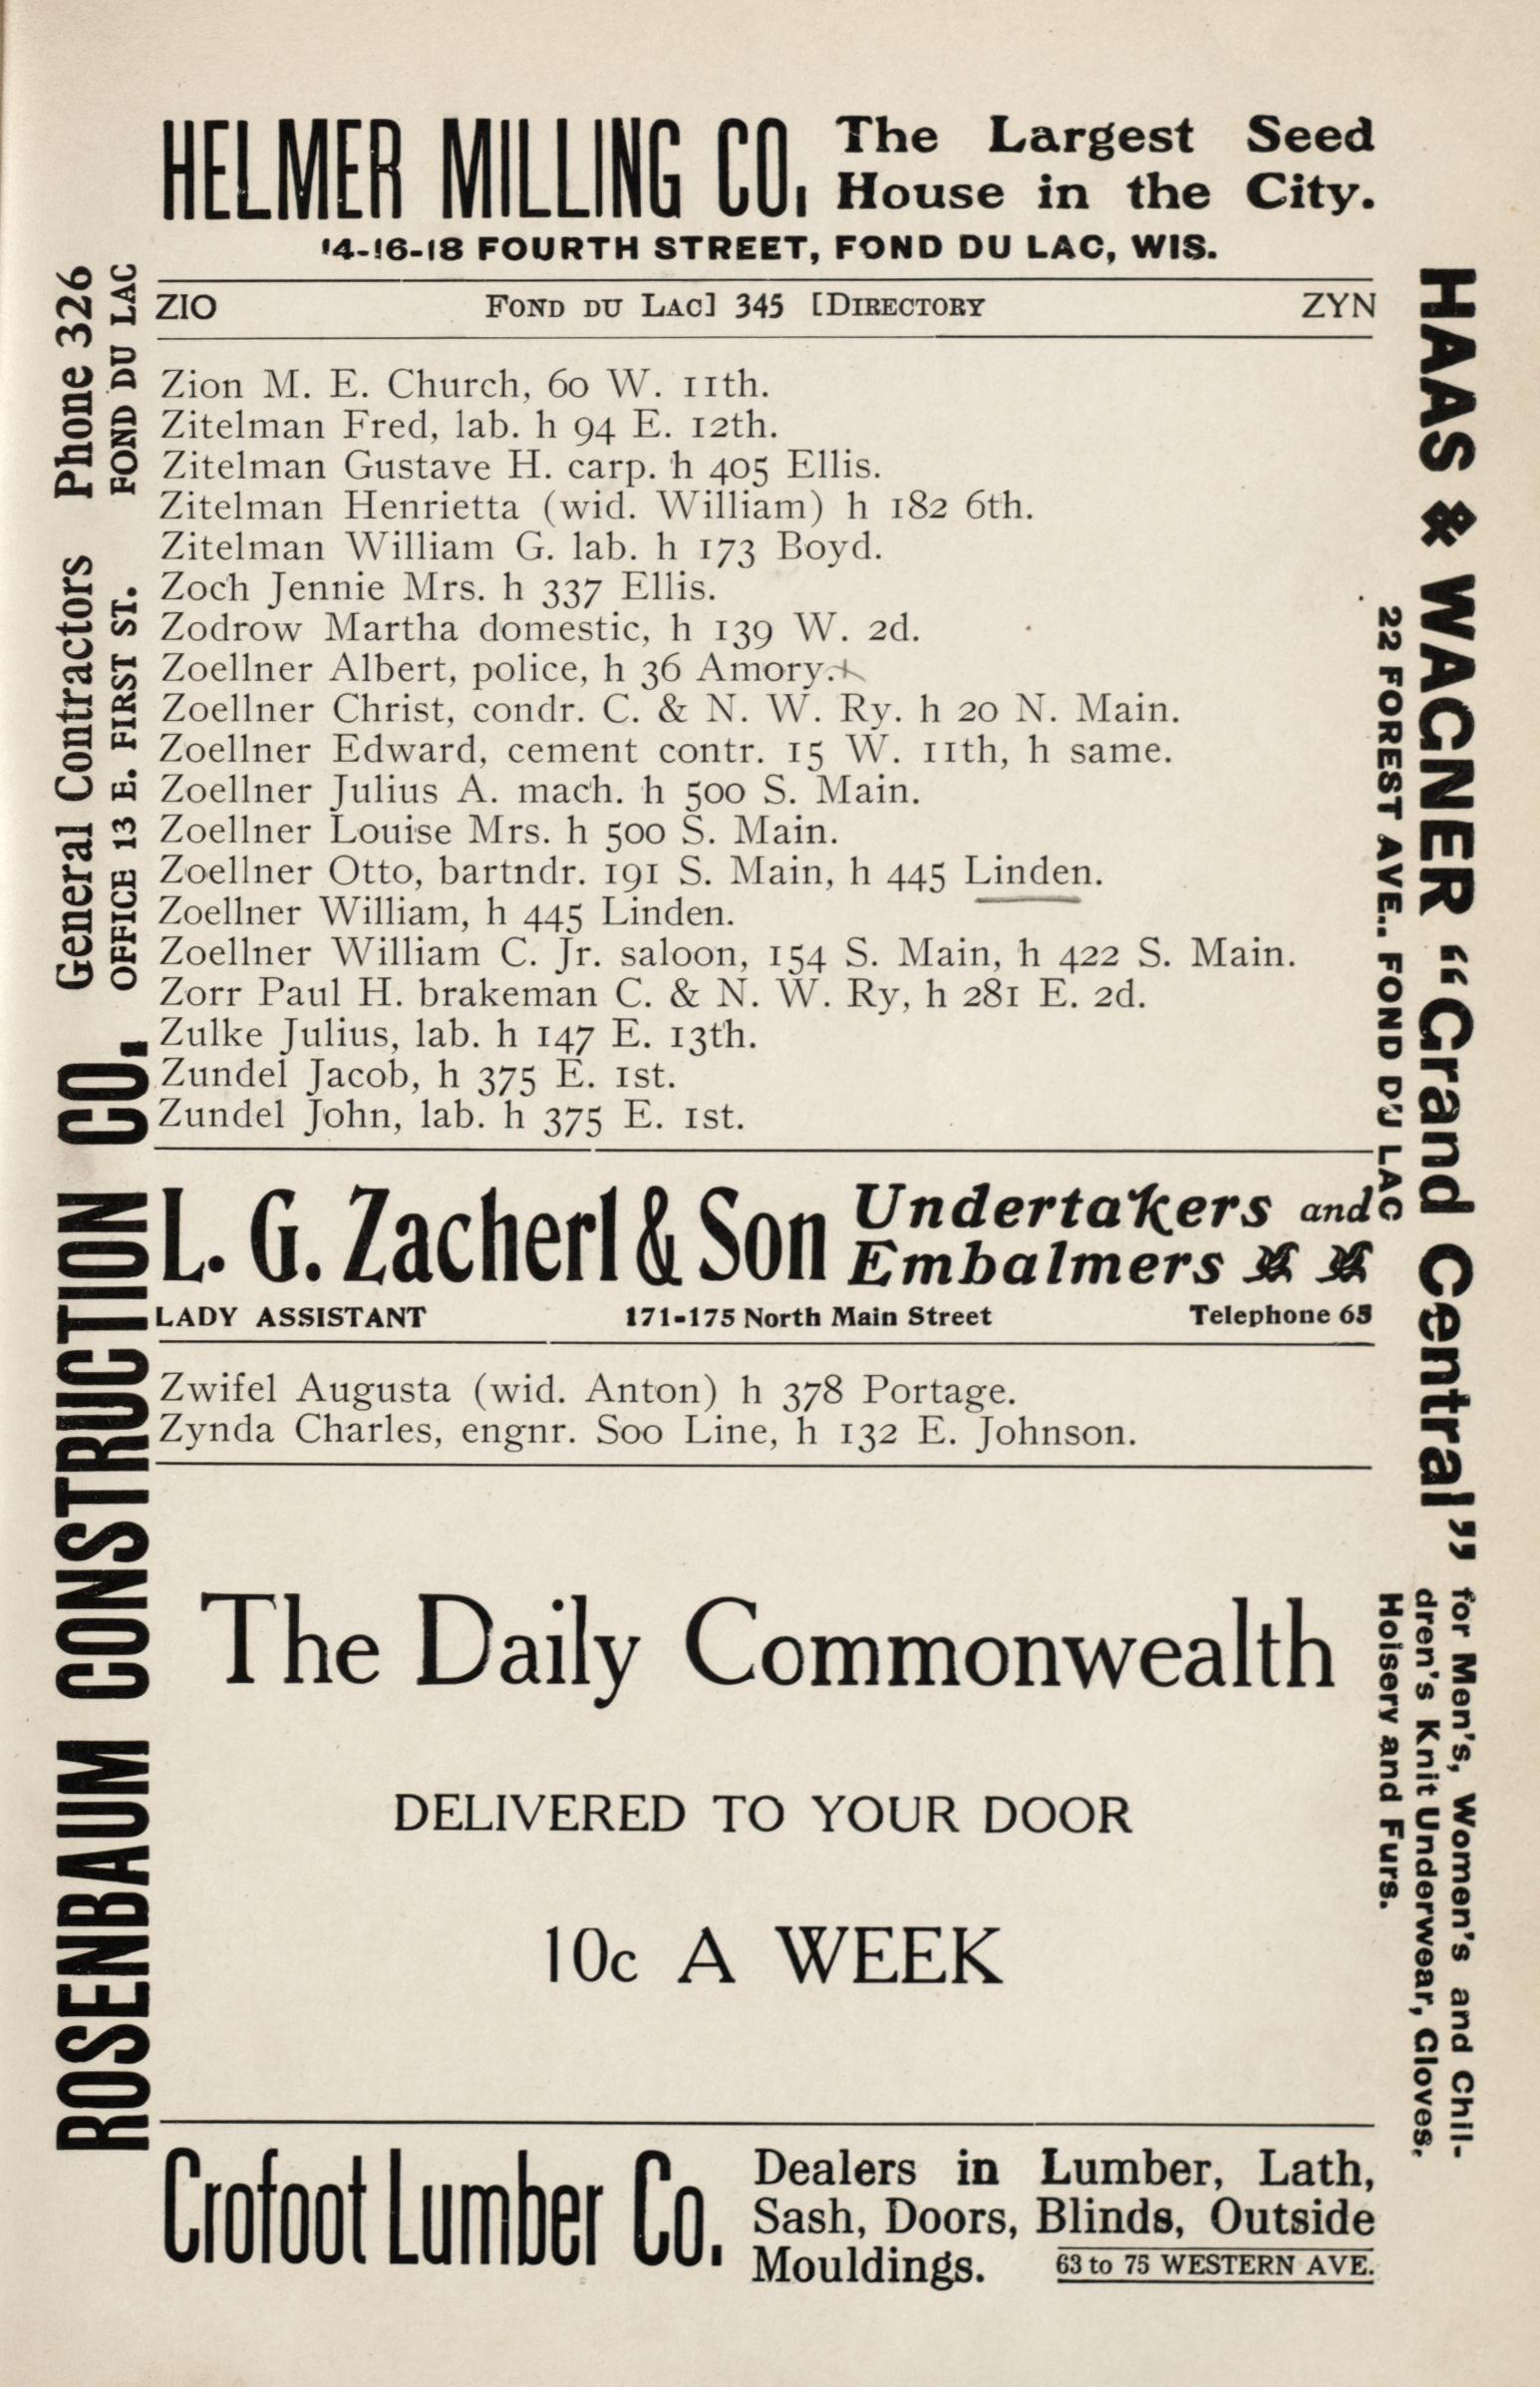 HELMER MILLING CO. The Largest Seed
House in the City.
14-16-18 FOURTH STREET, FOND DU LAC, WIS.
ZIO FOND DU LAC] 345 [DIRECTORY ZYN
Zion M. E. Church, 60 W. 11th.
Zitelman Fred, lab. h 94 E. 12th.
Zitelman Gustave H. carp. h 405 Ellis.
Zitelman Henrietta (wid. William) h 182 6th.
Zitelman William G. lab. h 173 Boyd.
Zoch Jennie Mrs. h 337 Ellis.
Zodrow Martha domestic, h 139 W. 2d.
Zoellner Albert, police, h 36 Amory.
Zoellner Christ, condr. C. & N. W. Ry. h 20 N. Main.
Zoellner Edward, cement contr. 15 W. 11th, h same.
Zoellner Julius A. mach. h 500 S. Main.
Zoellner Louise Mrs. h 500 S. Main.
Zoellner Otto, bartndr. 191 S. Main, h 445 Linden.
Zoellner William, h 445 Linden.
Zoellner William C. Jr. saloon, 154 S. Main, h 422 S. Main.
Zorr Paul H. brakeman C. & N. W. Ry, h 281 E. 2d.
Zulke Julius, lab. h 147 E. 13th.
Zundel Jacob, h 375 E. 1st.
Zundel John, lab. h 375 E. 1st.
L. G. Zacherl & Son Undertakers and
Embalmers
LADY ASSISTANT 171-175 North Main Street Telephone 65
Zwifel Augusta (wid. Anton) h 378 Portage.
Zynda Charles, engnr. Soo Line, h 132 E. Johnson.
The Daily Commonwealth
DELIVERED TO YOUR DOOR
10c A WEEK
Crofoot Lumber Co. Dealers in Lumber, Lath,
Sash, Doors, Blinds, Outside
Mouldings. 63 to 75 WESTERN AVE.
ROSENBAUM CONSTRUCTION CO. General Contractors Phone 326
OFFICE 13 E. FIRST ST. FOND DU LAC
HAAS & WAGNER "Grand Central" for Men's, Women's and Chil-
dren's Knit Underwear, Gloves,
Hoisery and Furs.
22 FOREST AVE.. FOND DU LAC